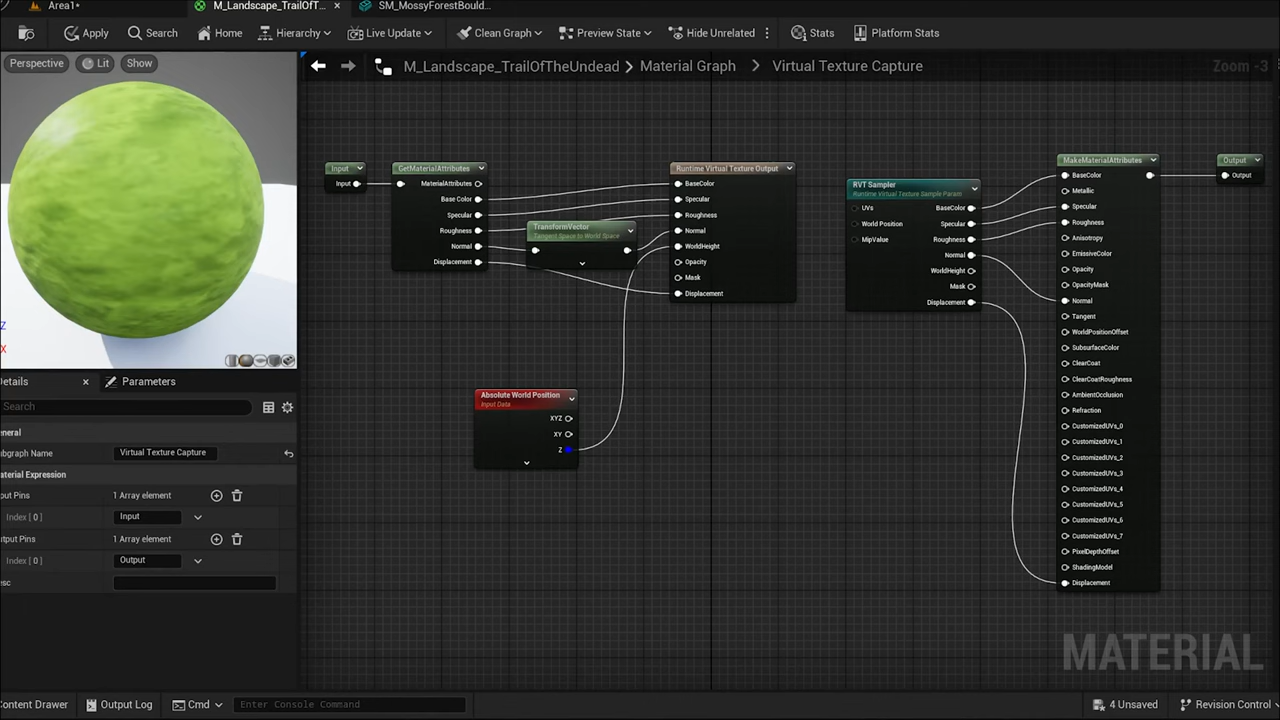 Area1*
M_Landscape_TrailOfT...
SM_MossyForestBould...
Apply
Search
Home
Hierarchy
Live Update
Clean Graph
Preview State
Hide Unrelated
Stats
Platform Stats
Perspective
Lit
Show
M_Landscape_TrailOfTheUndead
Material Graph
Virtual Texture Capture
Zoom -3
Input
Input
GetMaterialAttributes
MaterialAttributes
Base Color
Specular
Roughness
Normal
Displacement
TransformVector
Tangent Space to World Space
Runtime Virtual Texture Output
BaseColor
Specular
Roughness
Normal
WorldHeight
Opacity
Mask
Displacement
RVT Sampler
Runtime Virtual Texture Sample Param
UVs
World Position
MipValue
BaseColor
Specular
Roughness
Normal
WorldHeight
Mask
Displacement
MakeMaterialAttributes
BaseColor
Metallic
Specular
Roughness
Anisotropy
EmissiveColor
Opacity
OpacityMask
Normal
Tangent
WorldPositionOffset
SubsurfaceColor
ClearCoat
ClearCoatRoughness
AmbientOcclusion
Refraction
CustomizedUVs_0
CustomizedUVs_1
CustomizedUVs_2
CustomizedUVs_3
CustomizedUVs_4
CustomizedUVs_5
CustomizedUVs_6
CustomizedUVs_7
PixelDepthOffset
ShadingModel
Displacement
Output
Output
Absolute World Position
Input Data
XYZ
XY
Z
Z
X
Details
Parameters
Search
eneral
ubgraph Name
Virtual Texture Capture
aterial Expression
put Pins
1 Array element
Index [ 0 ]
Input
utput Pins
1 Array element
Index [ 0 ]
Output
esc
MATERIAL
ontent Drawer
Output Log
Cmd
Enter Console Command
4 Unsaved
Revision Control